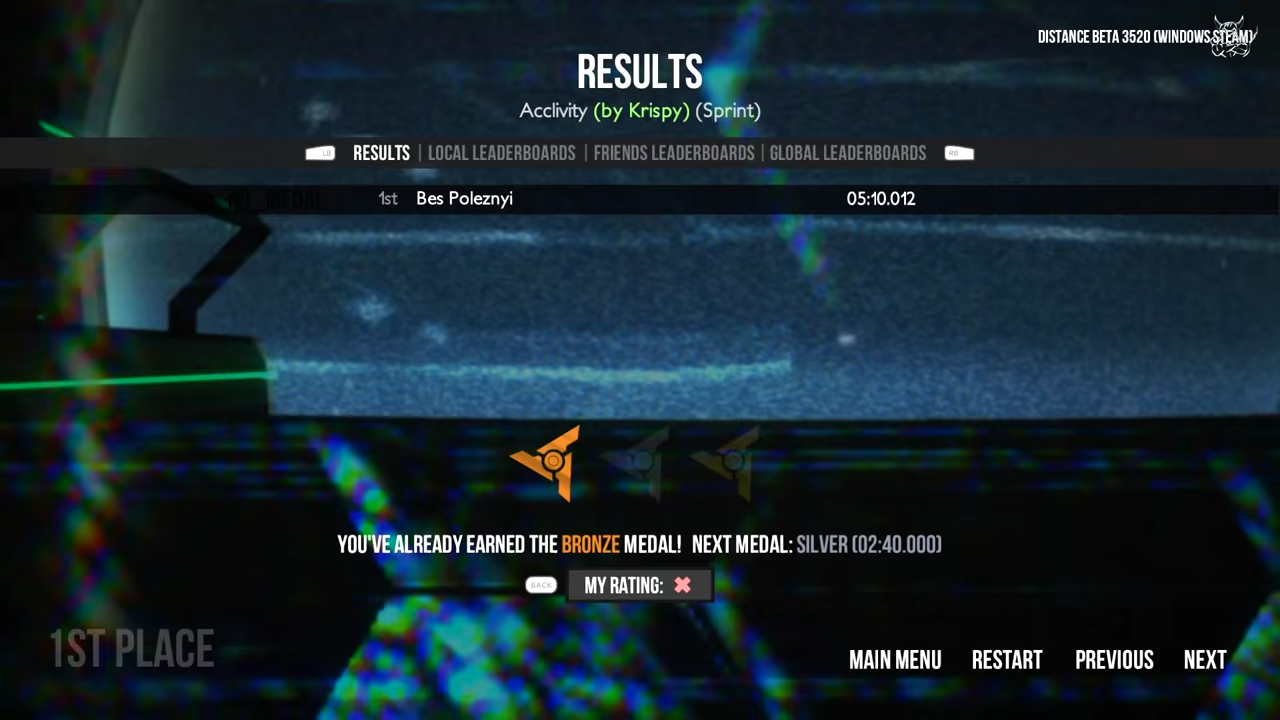 DISTANCE BETA 3520 (WINDOWS STEAM)
RESULTS
Acclivity (by Krispy) (Sprint)
LB RESULTS | LOCAL LEADERBOARDS | FRIENDS LEADERBOARDS | GLOBAL LEADERBOARDS RB
NO_MEDAL 1st Bes Poleznyi 05:10.012
YOU'VE ALREADY EARNED THE BRONZE MEDAL! NEXT MEDAL: SILVER (02:40.000)
BACK MY RATING:
1ST PLACE
MAIN MENU RESTART PREVIOUS NEXT